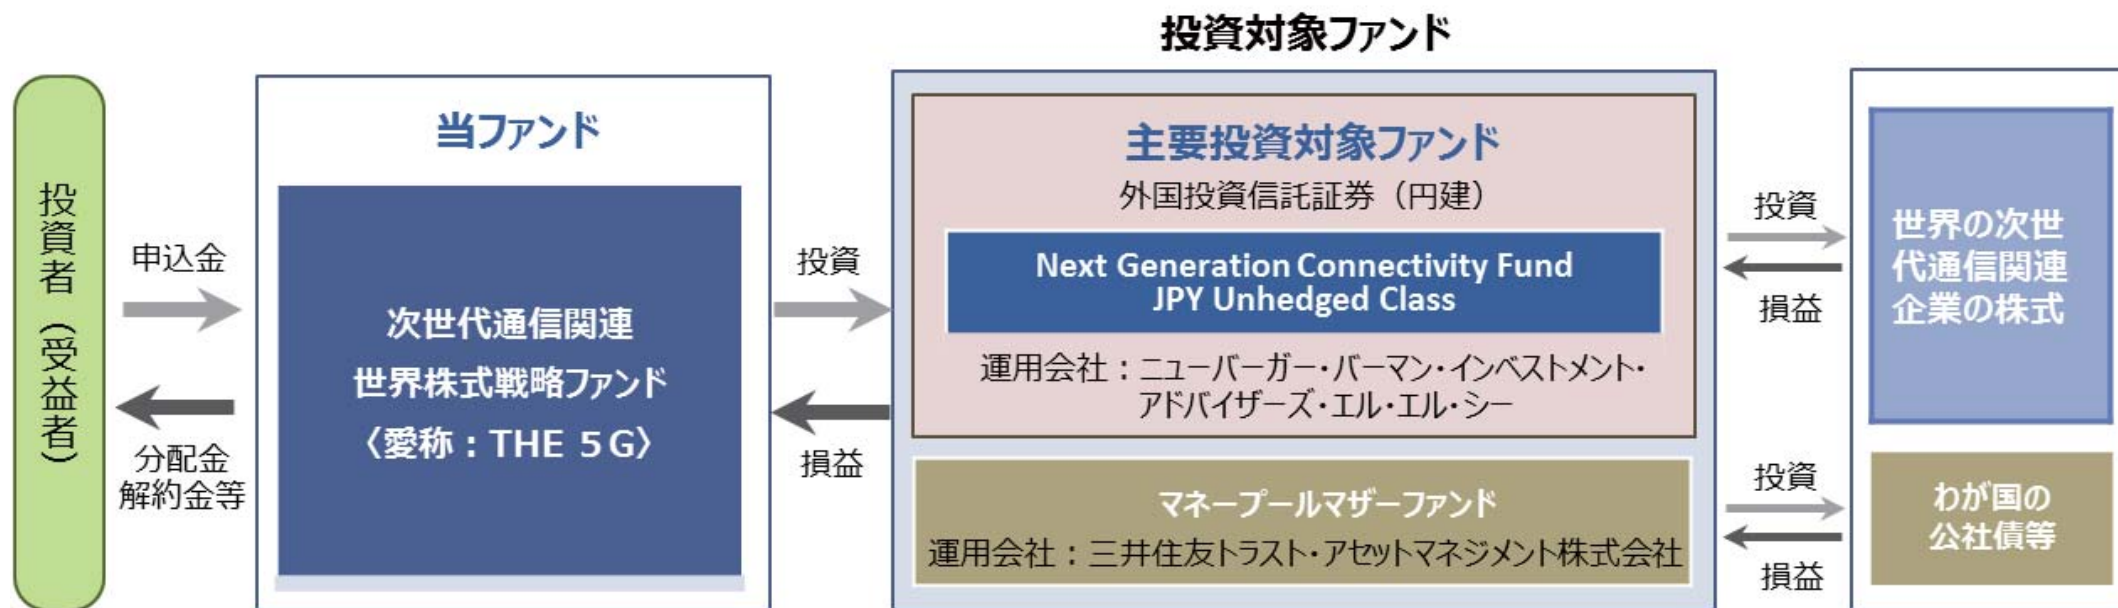 投資対象ファンド
投資者（受益者）
申込金
分配金
解約金等
当ファンド
次世代通信関連
世界株式戦略ファンド
〈愛称：THE ５G〉
投資
損益
主要投資対象ファンド
外国投資信託証券（円建）
Next Generation Connectivity Fund
JPY Unhedged Class
運用会社：ニューバーガー・バーマン・インベストメント・
アドバイザーズ・エル・エル・シー
マネープールマザーファンド
運用会社：三井住友トラスト・アセットマネジメント株式会社
投資
損益
世界の次世
代通信関連
企業の株式
投資
損益
わが国の
公社債等